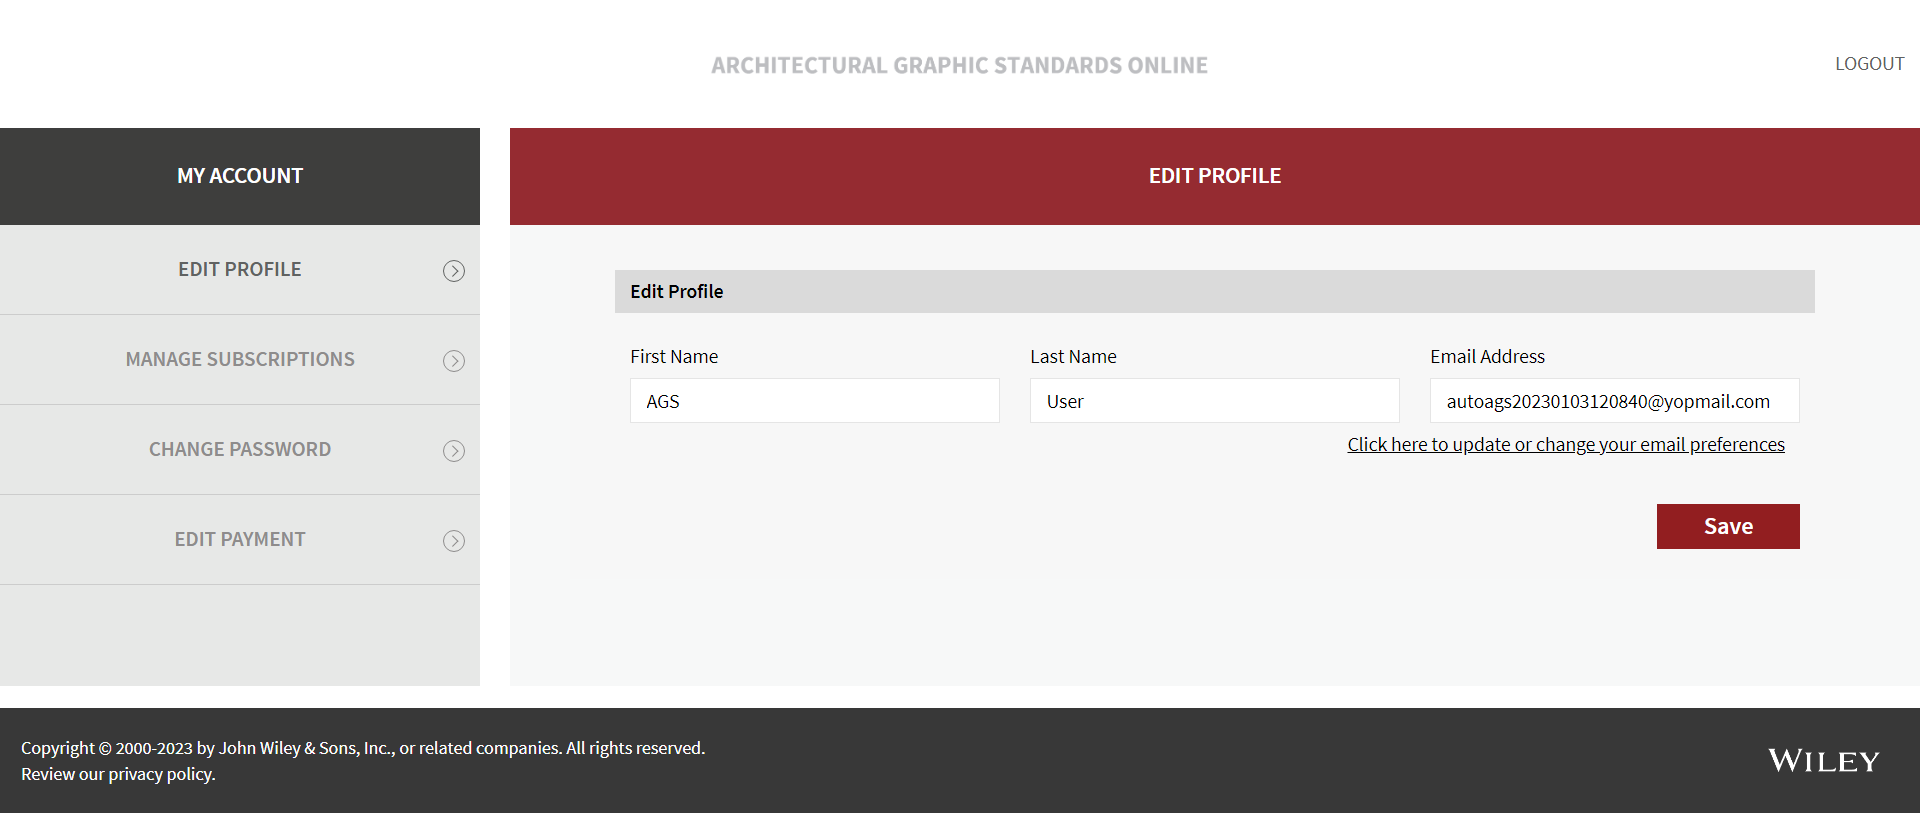 ARCHITECTURAL GRAPHIC STANDARDS ONLINE
LOGOUT
MY ACCOUNT
EDIT PROFILE
MANAGE SUBSCRIPTIONS
CHANGE PASSWORD
EDIT PAYMENT
EDIT PROFILE
Edit Profile
First Name
Last Name
Email Address
AGS
User
autoags20230103120840@yopmail.com
Click here to update or change your email preferences
Save
Copyright © 2000-2023 by John Wiley & Sons, Inc., or related companies. All rights reserved.
Review our privacy policy.
WILEY